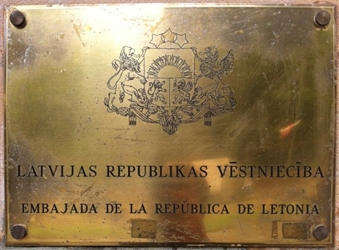 LATVIJAS REPUBLIKAS VĒSTNIECĪBA
EMBAJADA DE LA REPÚBLICA DE LETONIA